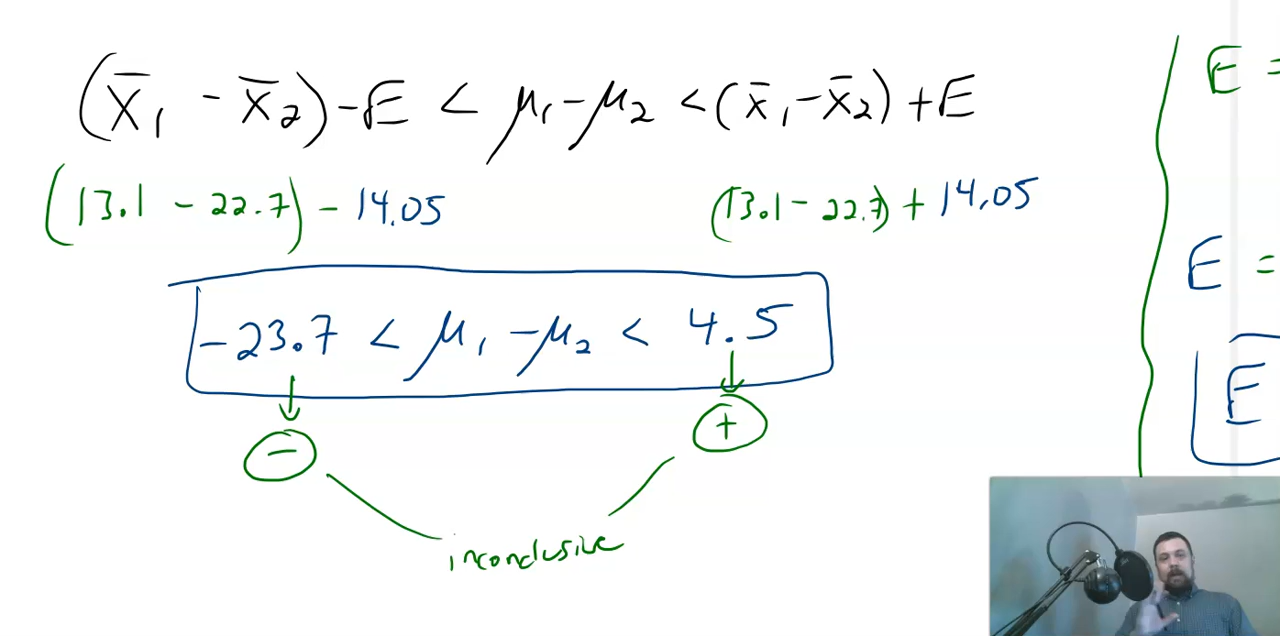 (x̄₁ - x̄₂) - E < μ₁ - μ₂ < (x̄₁ - x̄₂) + E
E =
(13.1 - 22.7) - 14.05
(13.1 - 22.7) + 14.05
E =
-23.7 < μ₁ - μ₂ < 4.5
E
- +
inconclusive